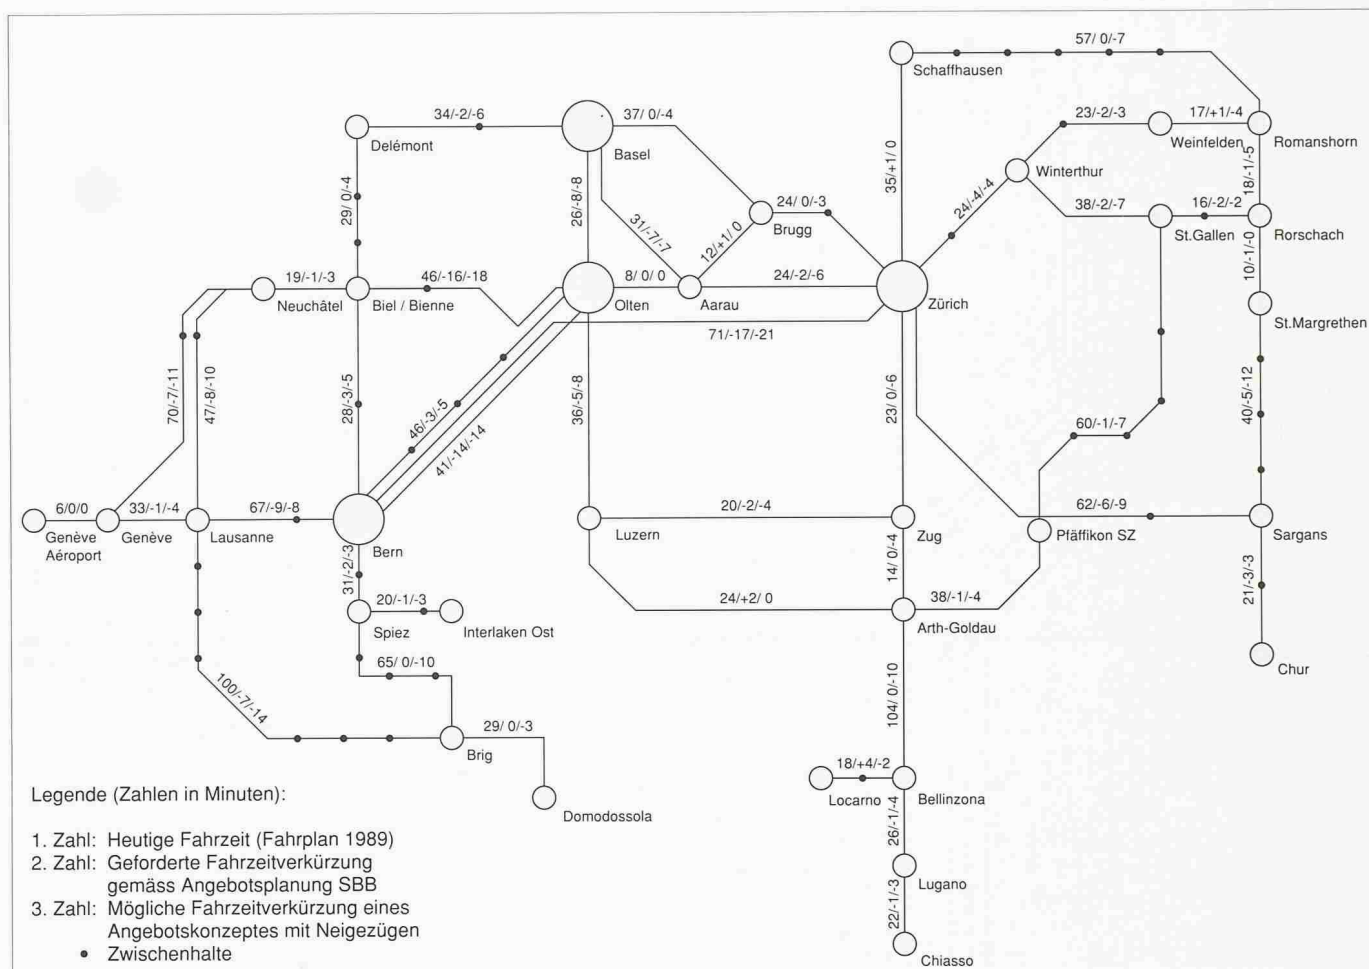 57/ 0/-7
Schaffhausen
34/-2/-6
37/ 0/-4
23/-2/-3
17/+1/-4
Delémont
Basel
Weinfelden
Romanshorn
35/+1/ 0
Winterthur
18/-1/-5
29/ 0/-4
26/-8/-8
31/-7/-7
24/ 0/-3
24/-4/-4
38/-2/-7
16/-2/-2
12/+1/ 0
Brugg
St.Gallen
Rorschach
19/-1/-3
46/-16/-18
8/ 0/ 0
24/-2/-6
10/-1/-0
Neuchâtel
Biel / Bienne
Olten
Aarau
Zürich
St.Margrethen
71/-17/-21
70/-7/-11
47/-8/-10
28/-3/-5
46/-3/-5
41/-14/-14
36/-5/-8
23/ 0/-6
40/-5/-12
60/-1/-7
6/0/0
33/-1/-4
67/-9/-8
20/-2/-4
62/-6/-9
Genève
Aéroport
Genève
Lausanne
Bern
Luzern
Zug
Pfäffikon SZ
Sargans
31/-2/-3
14/ 0/-4
21/-3/-3
20/-1/-3
24/+2/ 0
38/-1/-4
Spiez
Interlaken Ost
Arth-Goldau
65/ 0/-10
Chur
100/-7/-14
104/ 0/-10
29/ 0/-3
Brig
18/+4/-2
Domodossola
Locarno
Bellinzona
26/-1/-4
Lugano
22/-1/-3
Chiasso
Legende (Zahlen in Minuten):
1. Zahl: Heutige Fahrzeit (Fahrplan 1989)
2. Zahl: Geforderte Fahrzeitverkürzung
gemäss Angebotsplanung SBB
3. Zahl: Mögliche Fahrzeitverkürzung eines
Angebotskonzeptes mit Neigezügen
• Zwischenhalte